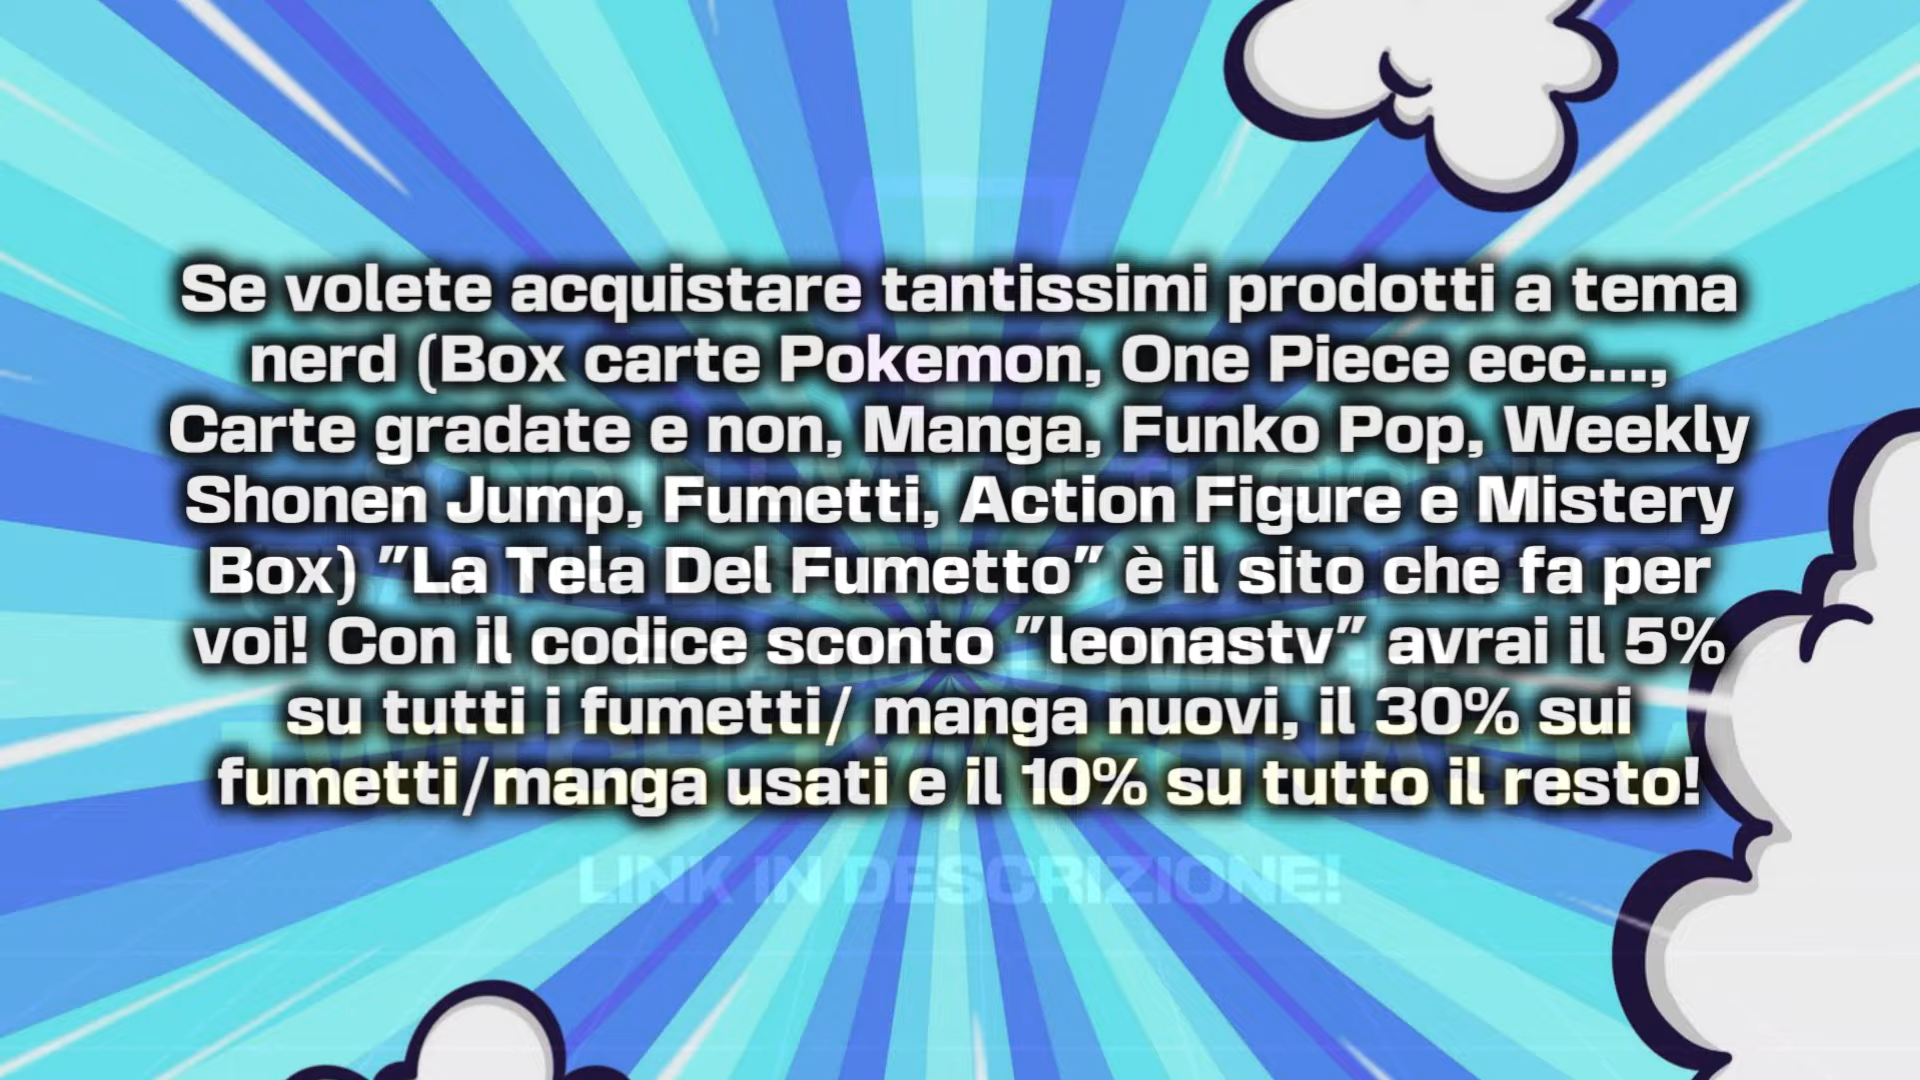 Se volete acquistare tantissimi prodotti a tema
nerd (Box carte Pokemon, One Piece ecc...,
Carte gradate e non, Manga, Funko Pop, Weekly
Shonen Jump, Fumetti, Action Figure e Mistery
Box) "La Tela Del Fumetto" è il sito che fa per
voi! Con il codice sconto "leonastv" avrai il 5%
su tutti i fumetti/ manga nuovi, il 30% sui
fumetti/manga usati e il 10% su tutto il resto!
LINK IN DESCRIZIONE!